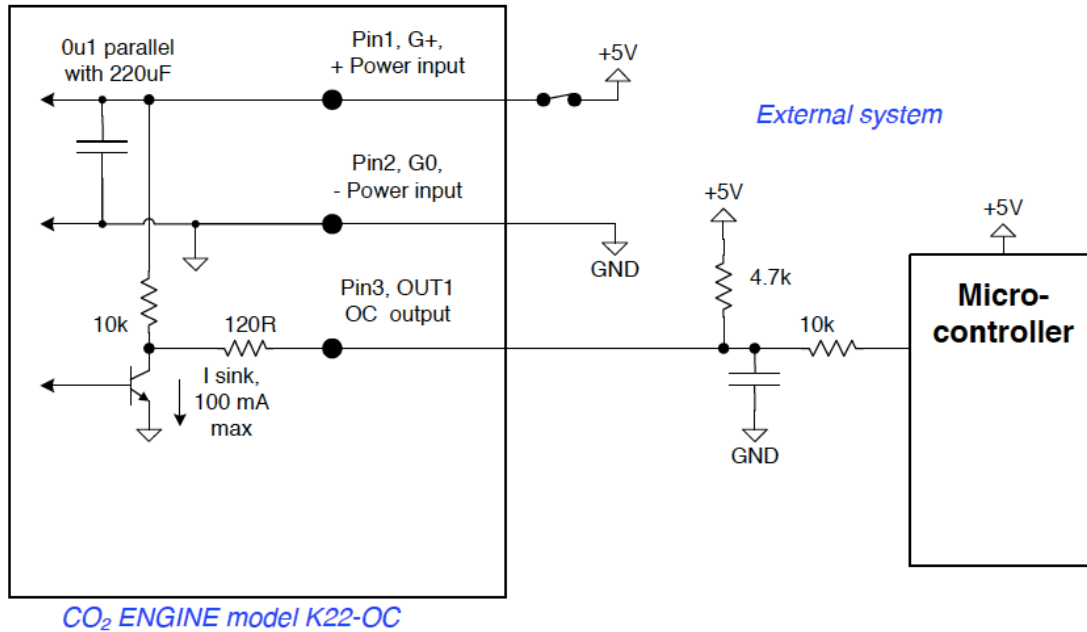 0u1 parallel
with 220uF
Pin1, G+,
+ Power input
+5V
External system
Pin2, G0,
- Power input
GND
+5V
+5V
Pin3, OUT1
OC output
4.7k
Micro-
controller
10k
120R
10k
I sink,
100 mA
max
GND
CO₂ ENGINE model K22-OC